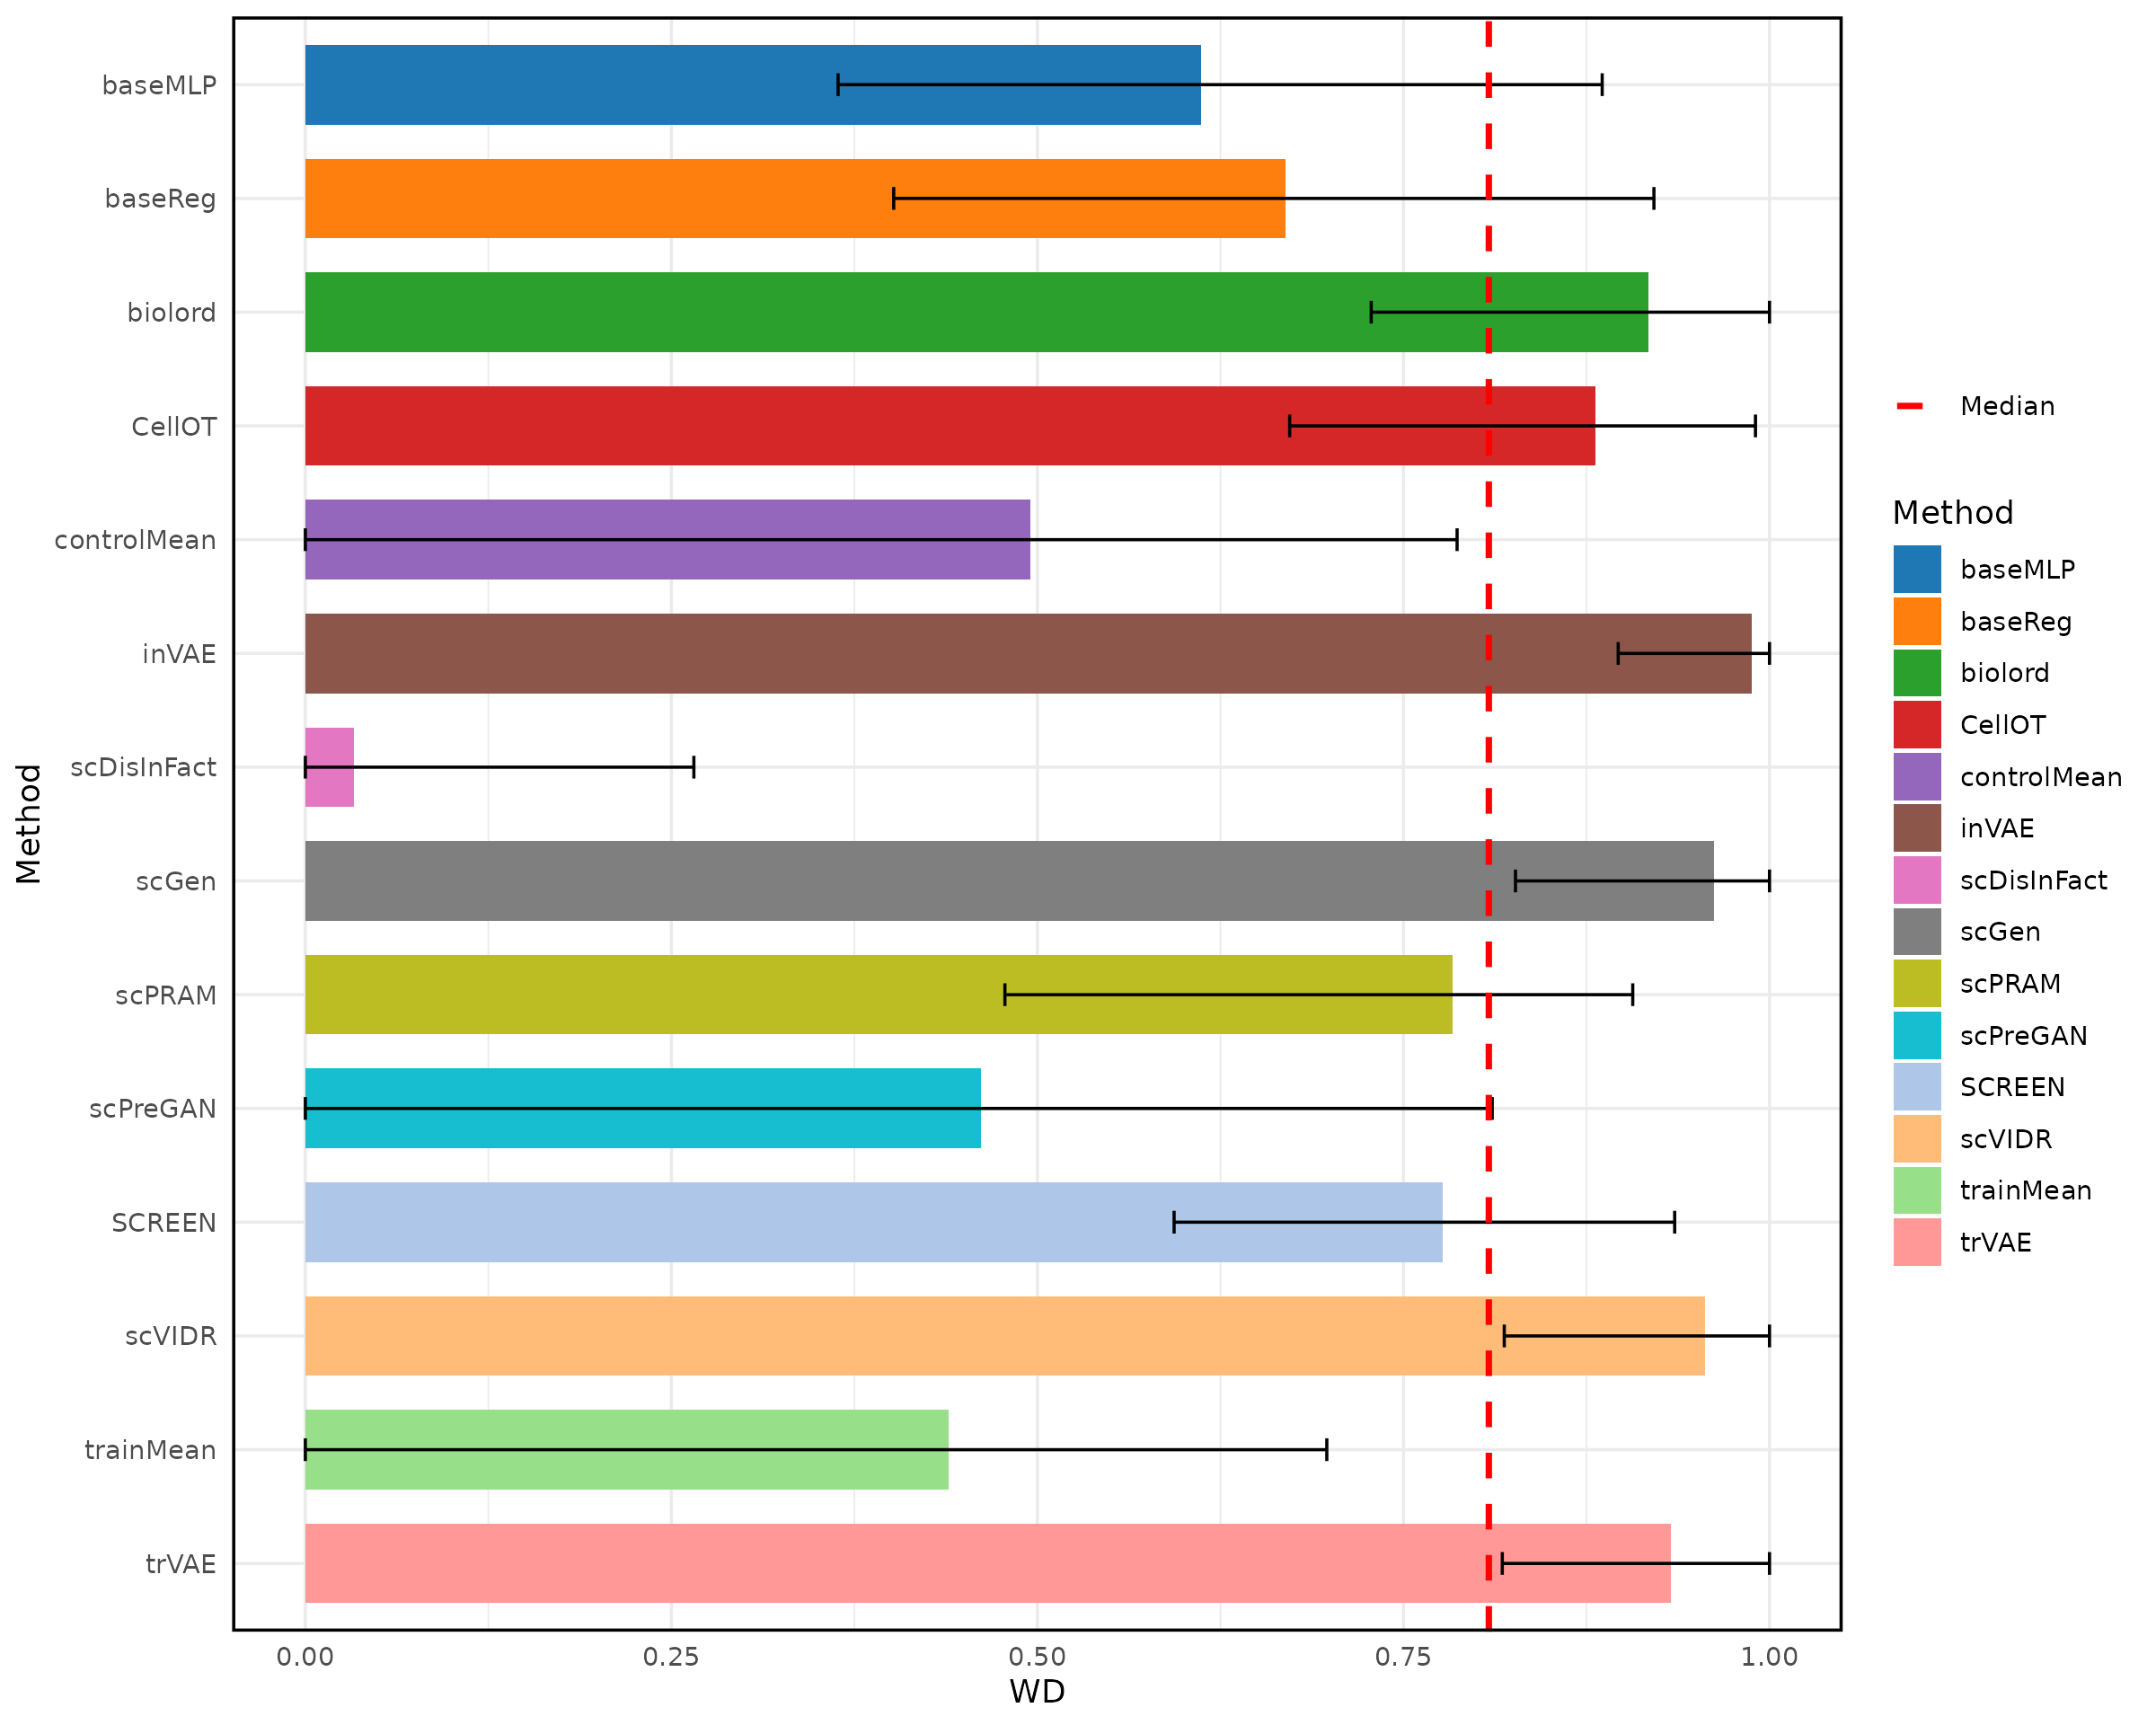 Method
baseMLP
baseReg
biolord
CellOT
controlMean
inVAE
scDisInFact
scGen
scPRAM
scPreGAN
SCREEN
scVIDR
trainMean
trVAE
0.00 0.25 0.50 0.75 1.00
WD
Median
Method
baseMLP
baseReg
biolord
CellOT
controlMean
inVAE
scDisInFact
scGen
scPRAM
scPreGAN
SCREEN
scVIDR
trainMean
trVAE